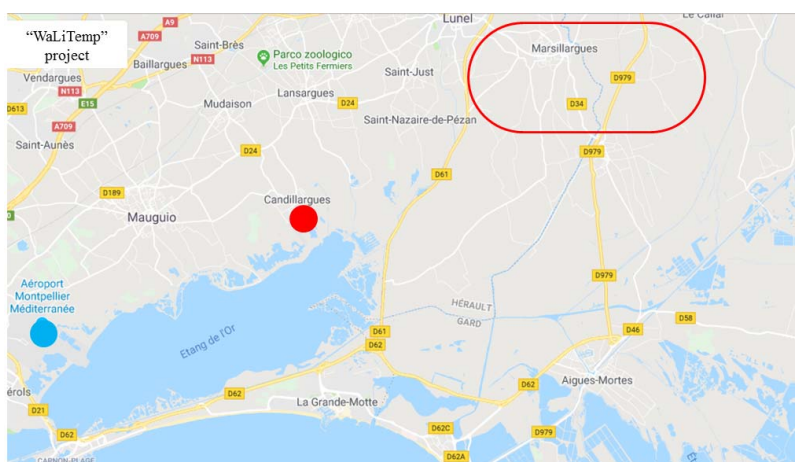 “WaLiTemp”
project
A9
A709
N113
Lunel
Le Cailar
Saint-Brès
Baillargues
Parco zoologico
Les Petits Fermiers
Marsillargues
Vendargues
N113
E15
D613
Saint-Just
D979
Lansargues
D24
D34
Mudaison
Saint-Nazaire-de-Pézan
A709
Saint-Aunès
D24
D979
D61
D189
Candillargues
Mauguio
Aéroport
Montpellier
Méditerranée
D979
HÉRAULT
GARD
D58
Etang de l'Or
D61
D62
D46
D62
Aigues-Mortes
érols
D62
La Grande-Motte
D21
D62
D62C
D979
D62A
CARNON-PLAGE